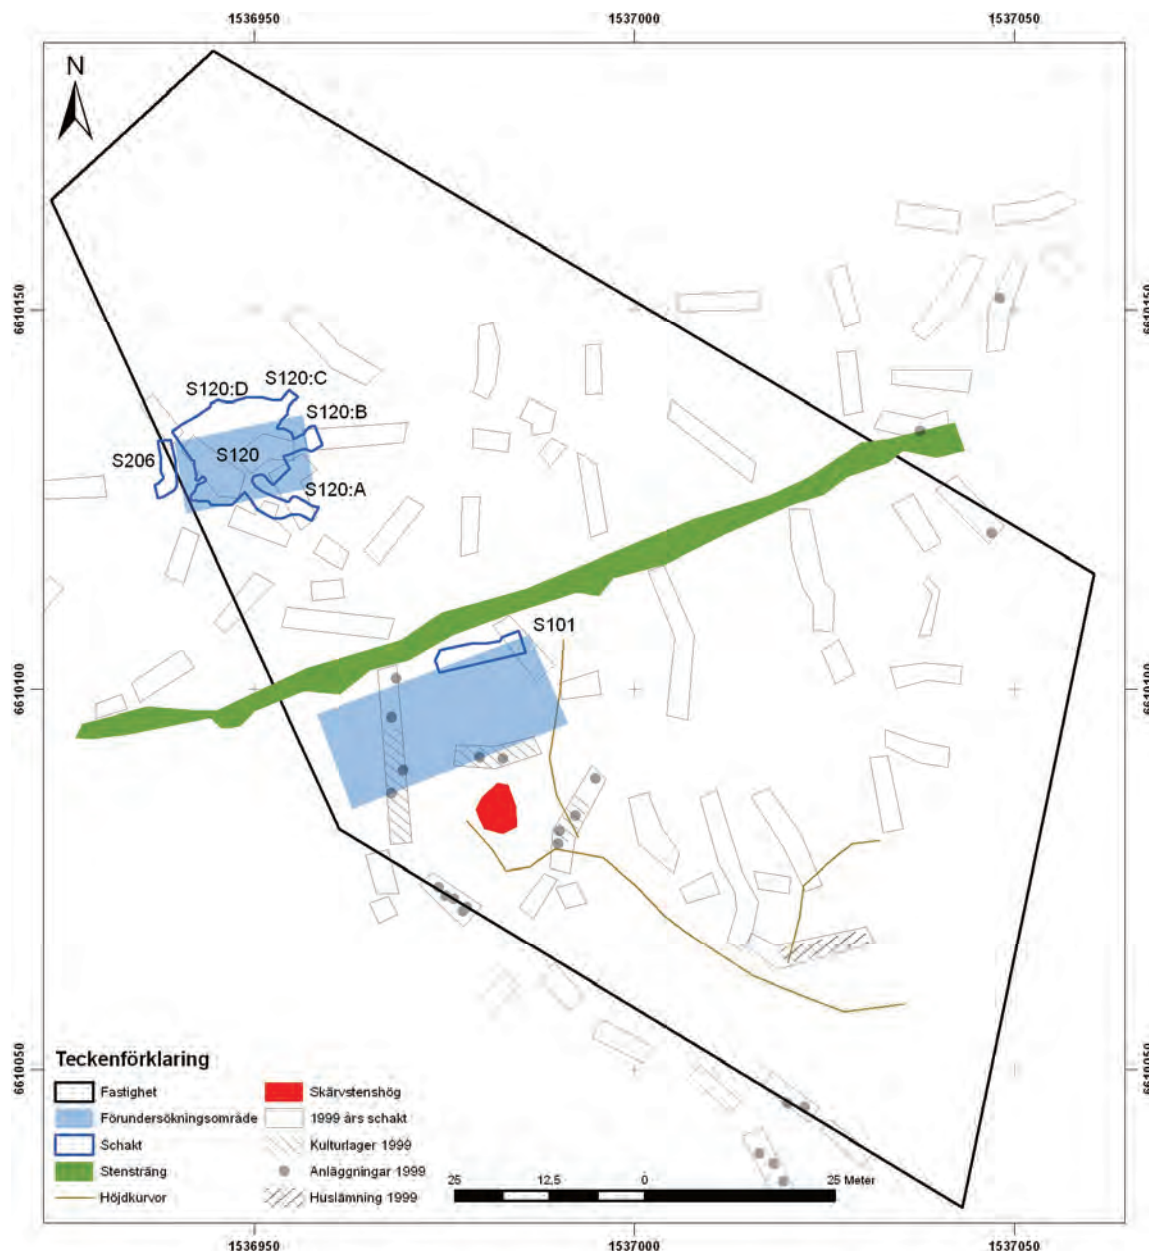 1536950 1537000 1537050
N
6610150 6610150
S120:C
S120:D
S120:B
S120
S206
S120:A
S101
6610100 6610100
6610050 6610050
Teckenförklaring
Fastighet
Förundersökningsområde
Schakt
Stensträng
Höjdkurvor
Skärvstenshög
1999 års schakt
Kulturlager 1999
Anläggningar 1999
Huslämning 1999
25 12,5 0 25 Meter
1536950 1537000 1537050